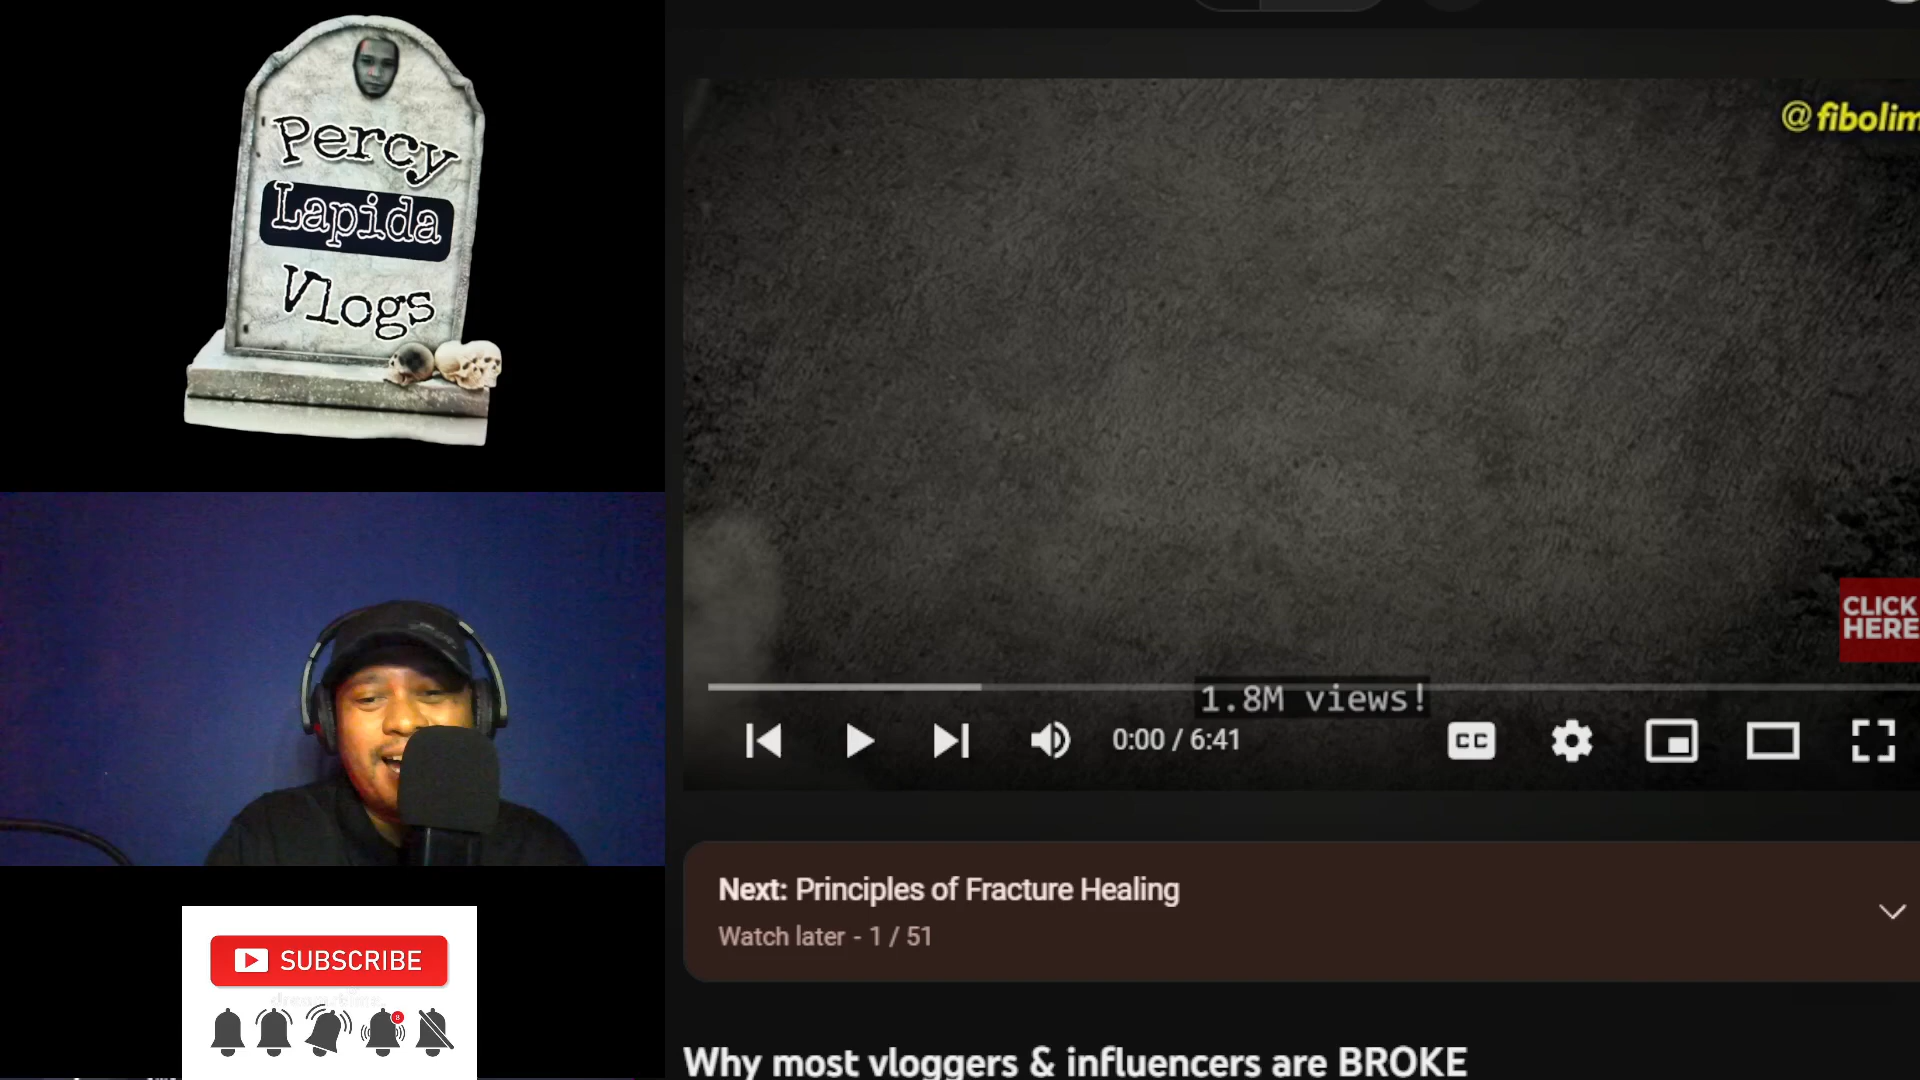 Percy
Lapida
Vlogs
SUBSCRIBE
8
@fibolim
CLICK
HERE
1.8M views!
0:00 / 6:41
CC
Next: Principles of Fracture Healing
Watch later - 1 / 51
Why most vloggers & influencers are BROKE